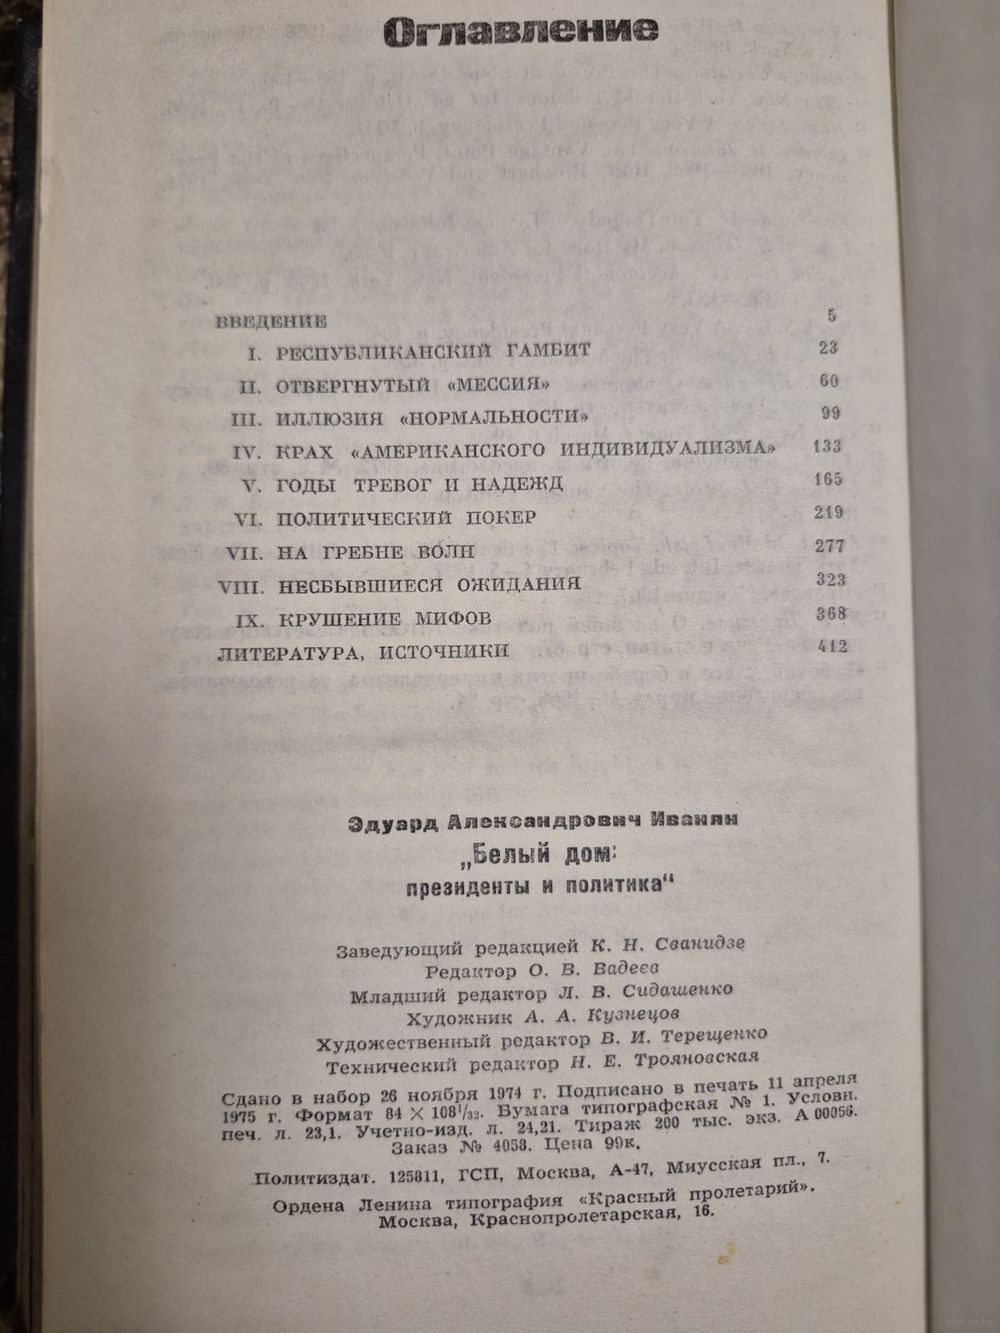 Оглавление
ВВЕДЕНИЕ 5
I. РЕСПУБЛИКАНСКИЙ ГАМБИТ 23
II. ОТВЕРГНУТЫЙ «МЕССИЯ» 60
III. ИЛЛЮЗИЯ «НОРМАЛЬНОСТИ» 99
IV. КРАХ «АМЕРИКАНСКОГО ИНДИВИДУАЛИЗМА» 133
V. ГОДЫ ТРЕВОГ И НАДЕЖД 165
VI. ПОЛИТИЧЕСКИЙ ПОКЕР 219
VII. НА ГРЕБНЕ ВОЛН 277
VIII. НЕСБЫВШИЕСЯ ОЖИДАНИЯ 323
IX. КРУШЕНИЕ МИФОВ 368
ЛИТЕРАТУРА, ИСТОЧНИКИ 412
Эдуард Александрович Иванян
„Белый дом:
президенты и политика“
Заведующий редакцией К. Н. Сванидзе
Редактор О. В. Вадеев
Младший редактор Л. В. Сидашенко
Художник А. А. Кузнецов
Художественный редактор В. И. Терещенко
Технический редактор Н. Е. Трояновская
Сдано в набор 26 ноября 1974 г. Подписано в печать 11 апреля
1975 г. Формат 84 × 108¹/₃₂. Бумага типографская № 1. Условн.
печ. л. 23,1. Учетно-изд. л. 24,21. Тираж 200 тыс. экз. А 00056.
Заказ № 4058. Цена 99к.
Политиздат. 125811, ГСП, Москва, А-47, Миусская пл., 7.
Ордена Ленина типография «Красный пролетарий».
Москва, Краснопролетарская, 16.
www.ay.by